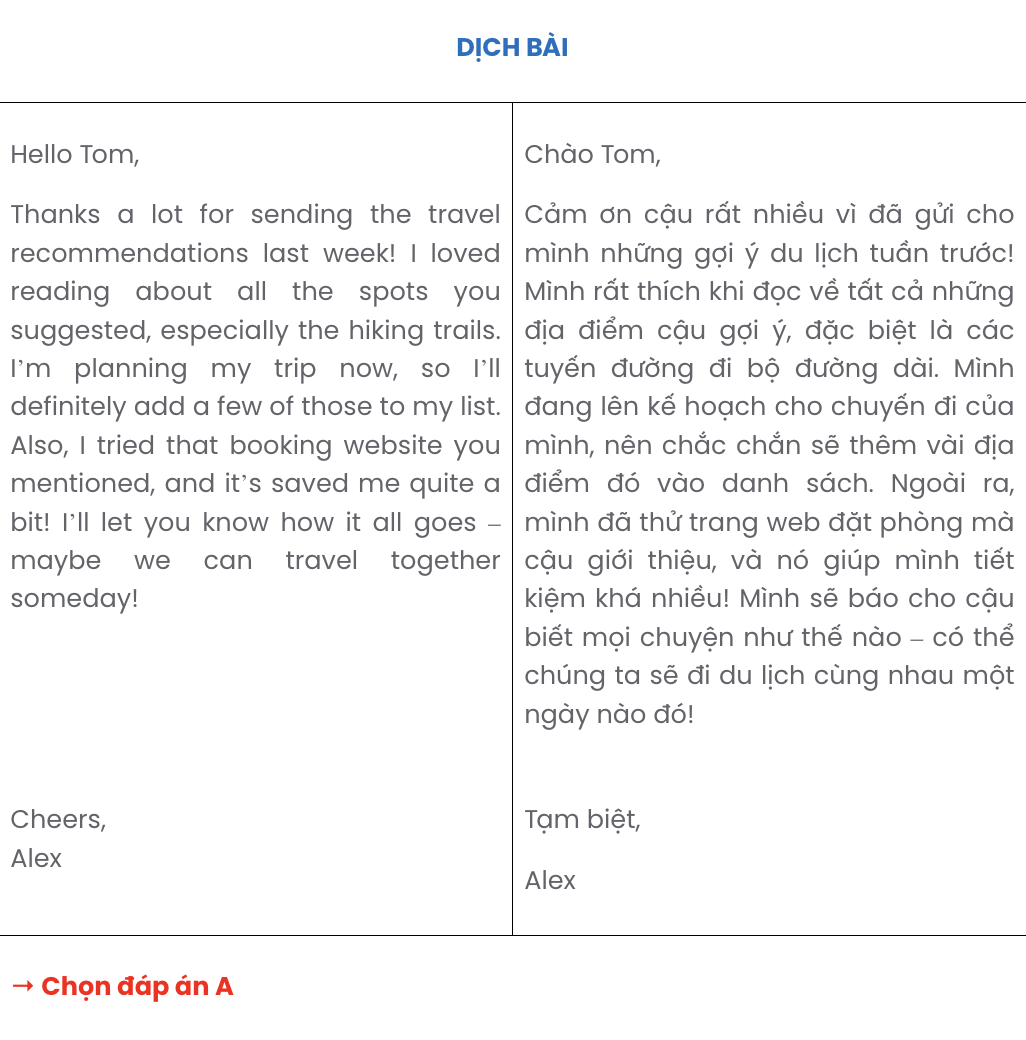 DỊCH BÀI
Hello Tom,
Thanks a lot for sending the travel
recommendations last week! I loved
reading about all the spots you
suggested, especially the hiking trails.
I’m planning my trip now, so I’ll
definitely add a few of those to my list.
Also, I tried that booking website you
mentioned, and it’s saved me quite a
bit! I’ll let you know how it all goes –
maybe we can travel together
someday!
Cheers,
Alex
Chào Tom,
Cảm ơn cậu rất nhiều vì đã gửi cho
mình những gợi ý du lịch tuần trước!
Mình rất thích khi đọc về tất cả những
địa điểm cậu gợi ý, đặc biệt là các
tuyến đường đi bộ đường dài. Mình
đang lên kế hoạch cho chuyến đi của
mình, nên chắc chắn sẽ thêm vài địa
điểm đó vào danh sách. Ngoài ra,
mình đã thử trang web đặt phòng mà
cậu giới thiệu, và nó giúp mình tiết
kiệm khá nhiều! Mình sẽ báo cho cậu
biết mọi chuyện như thế nào – có thể
chúng ta sẽ đi du lịch cùng nhau một
ngày nào đó!
Tạm biệt,
Alex
→ Chọn đáp án A